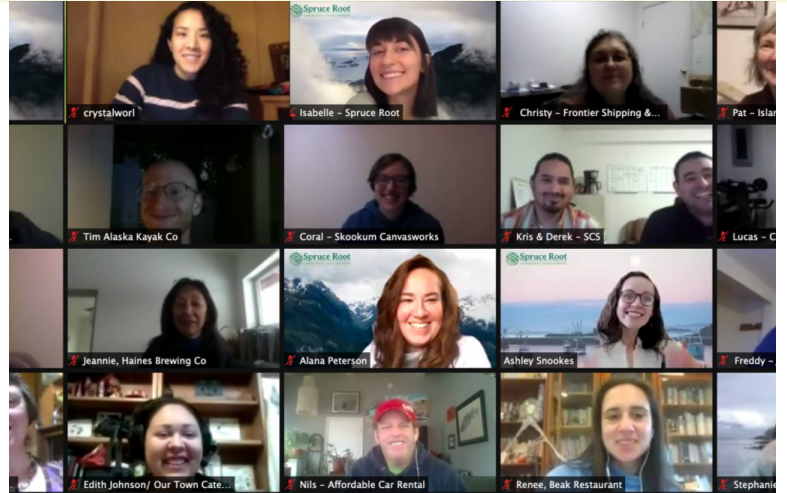 Spruce Root
crystalworl
Isabelle – Spruce Root
Christy – Frontier Shipping &...
Pat – Islan
Tim Alaska Kayak Co
Coral – Skookum Canvasworks
Kris & Derek – SCS
Lucas – C
Spruce Root
Spruce Root
Jeannie, Haines Brewing Co
Alana Peterson
Ashley Snookes
Freddy –
Edith Johnson/ Our Town Cate...
Nils – Affordable Car Rental
Renee, Beak Restaurant
Stephanie